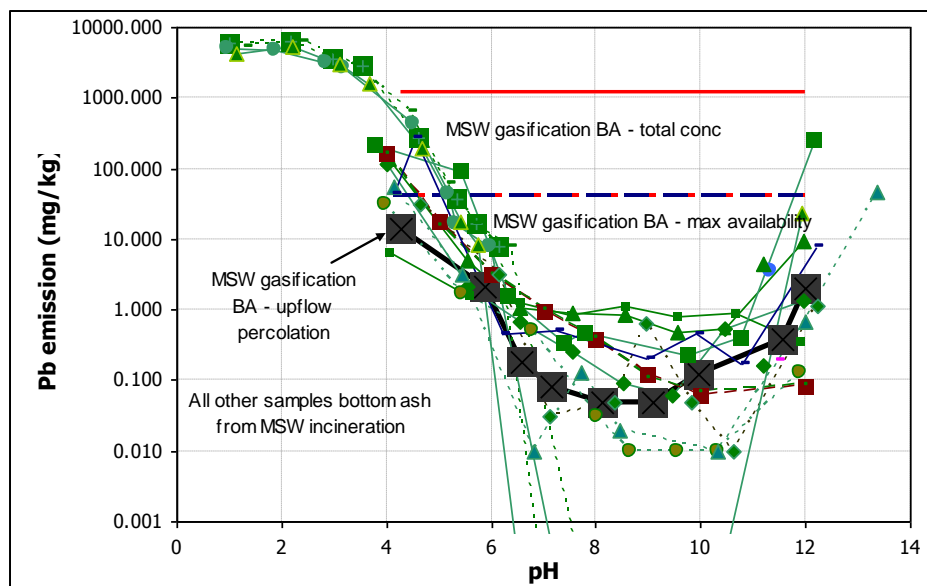 10000.000
1000.000
100.000
10.000
1.000
0.100
0.010
0.001
Pb emission (mg/kg)
MSW gasification BA - total conc
MSW gasification BA - max availability
MSW gasification
BA - upflow
percolation
All other samples bottom ash
from MSW incineration
0 2 4 6 8 10 12 14
pH